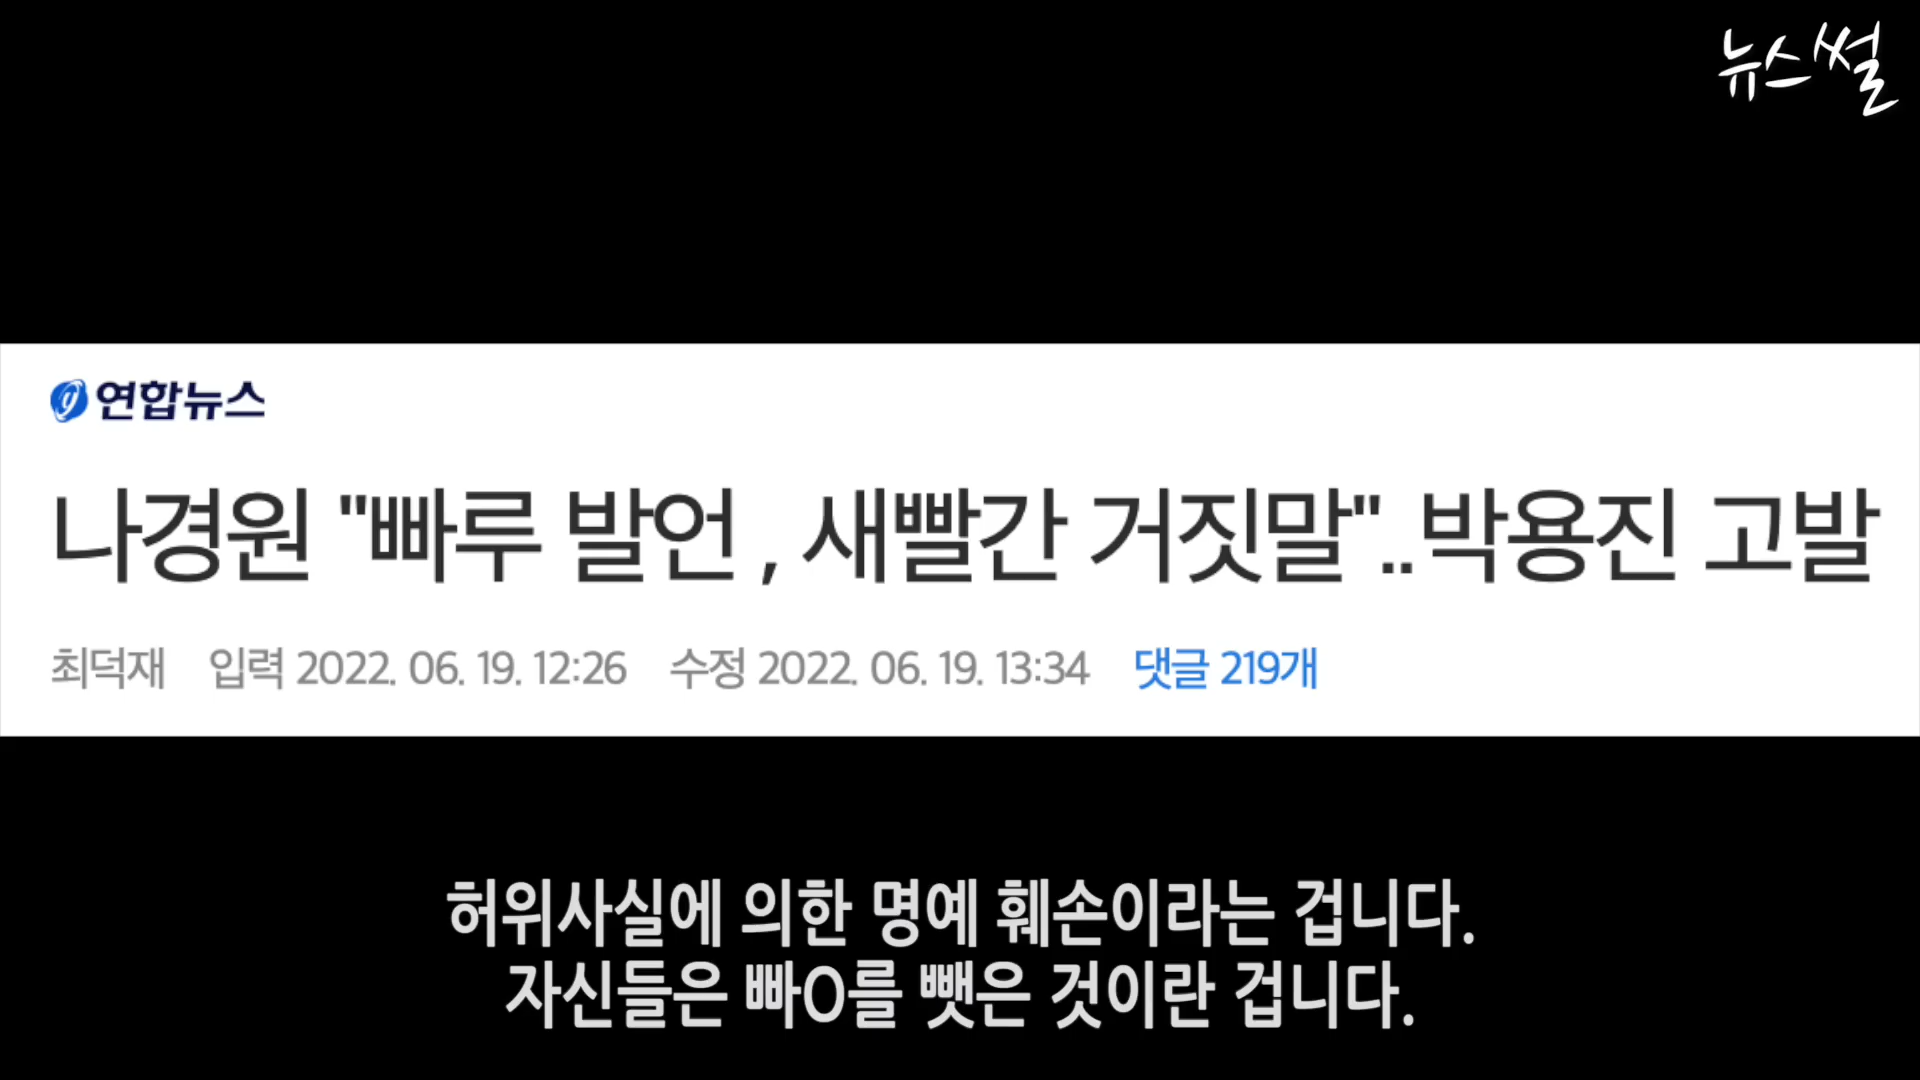 뉴스썰
연합뉴스
나경원 "빠루 발언 , 새빨간 거짓말"..박용진 고발
최덕재 입력 2022. 06. 19. 12:26 수정 2022. 06. 19. 13:34 댓글 219개
허위사실에 의한 명예 훼손이라는 겁니다.
자신들은 빠O를 뺏은 것이란 겁니다.